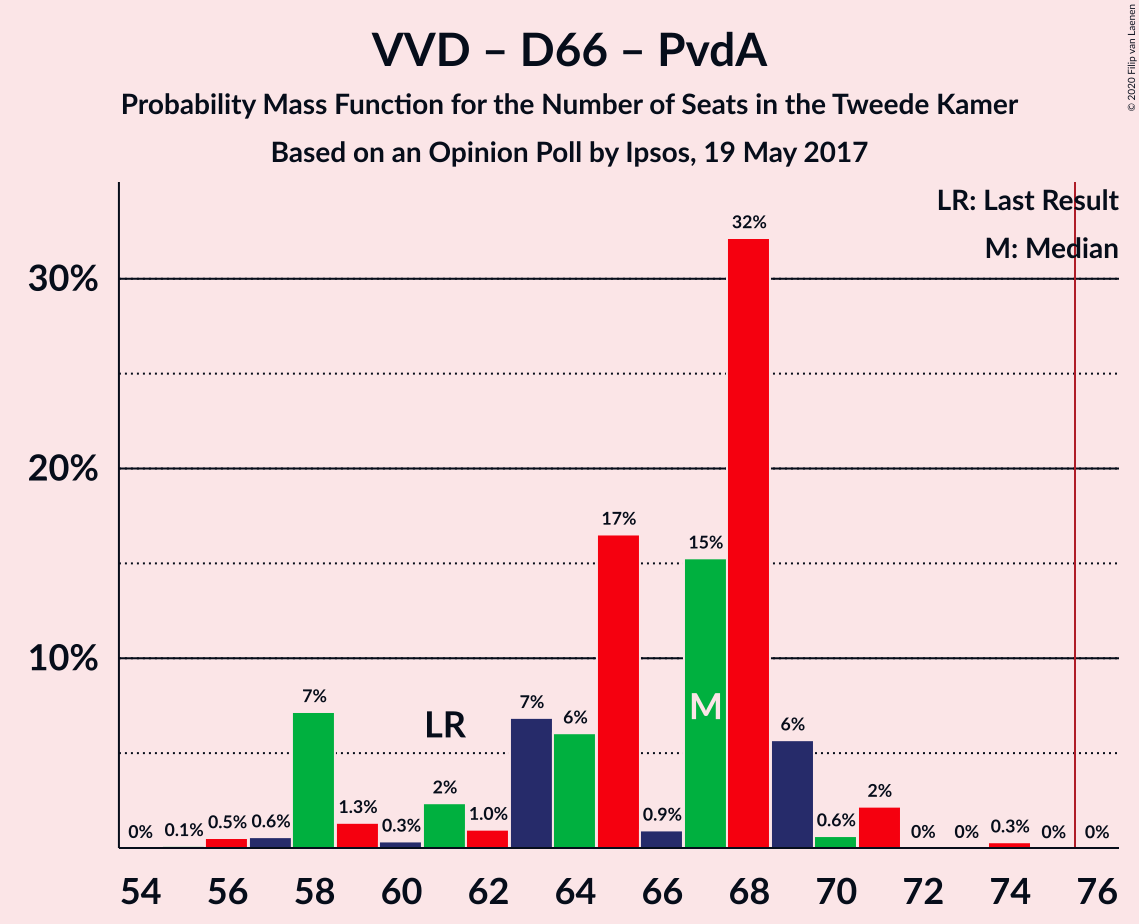 VVD – D66 – PvdA
Probability Mass Function for the Number of Seats in the Tweede Kamer
Based on an Opinion Poll by Ipsos, 19 May 2017
© 2020 Filip van Laenen
LR: Last Result
M: Median
30%
20%
10%
0%
0.1%
0.5%
0.6%
7%
1.3%
0.3%
2%
1.0%
7%
6%
17%
0.9%
15%
32%
6%
0.6%
2%
0%
0%
0.3%
0%
0%
LR
M
54 56 58 60 62 64 66 68 70 72 74 76